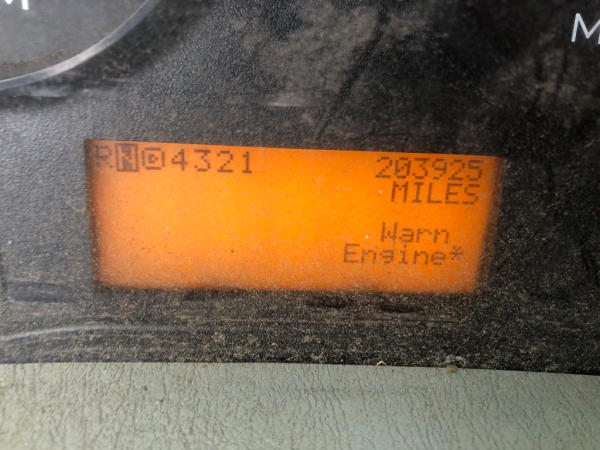 M
M
RND4321
203925
MILES
Warn
Engine*